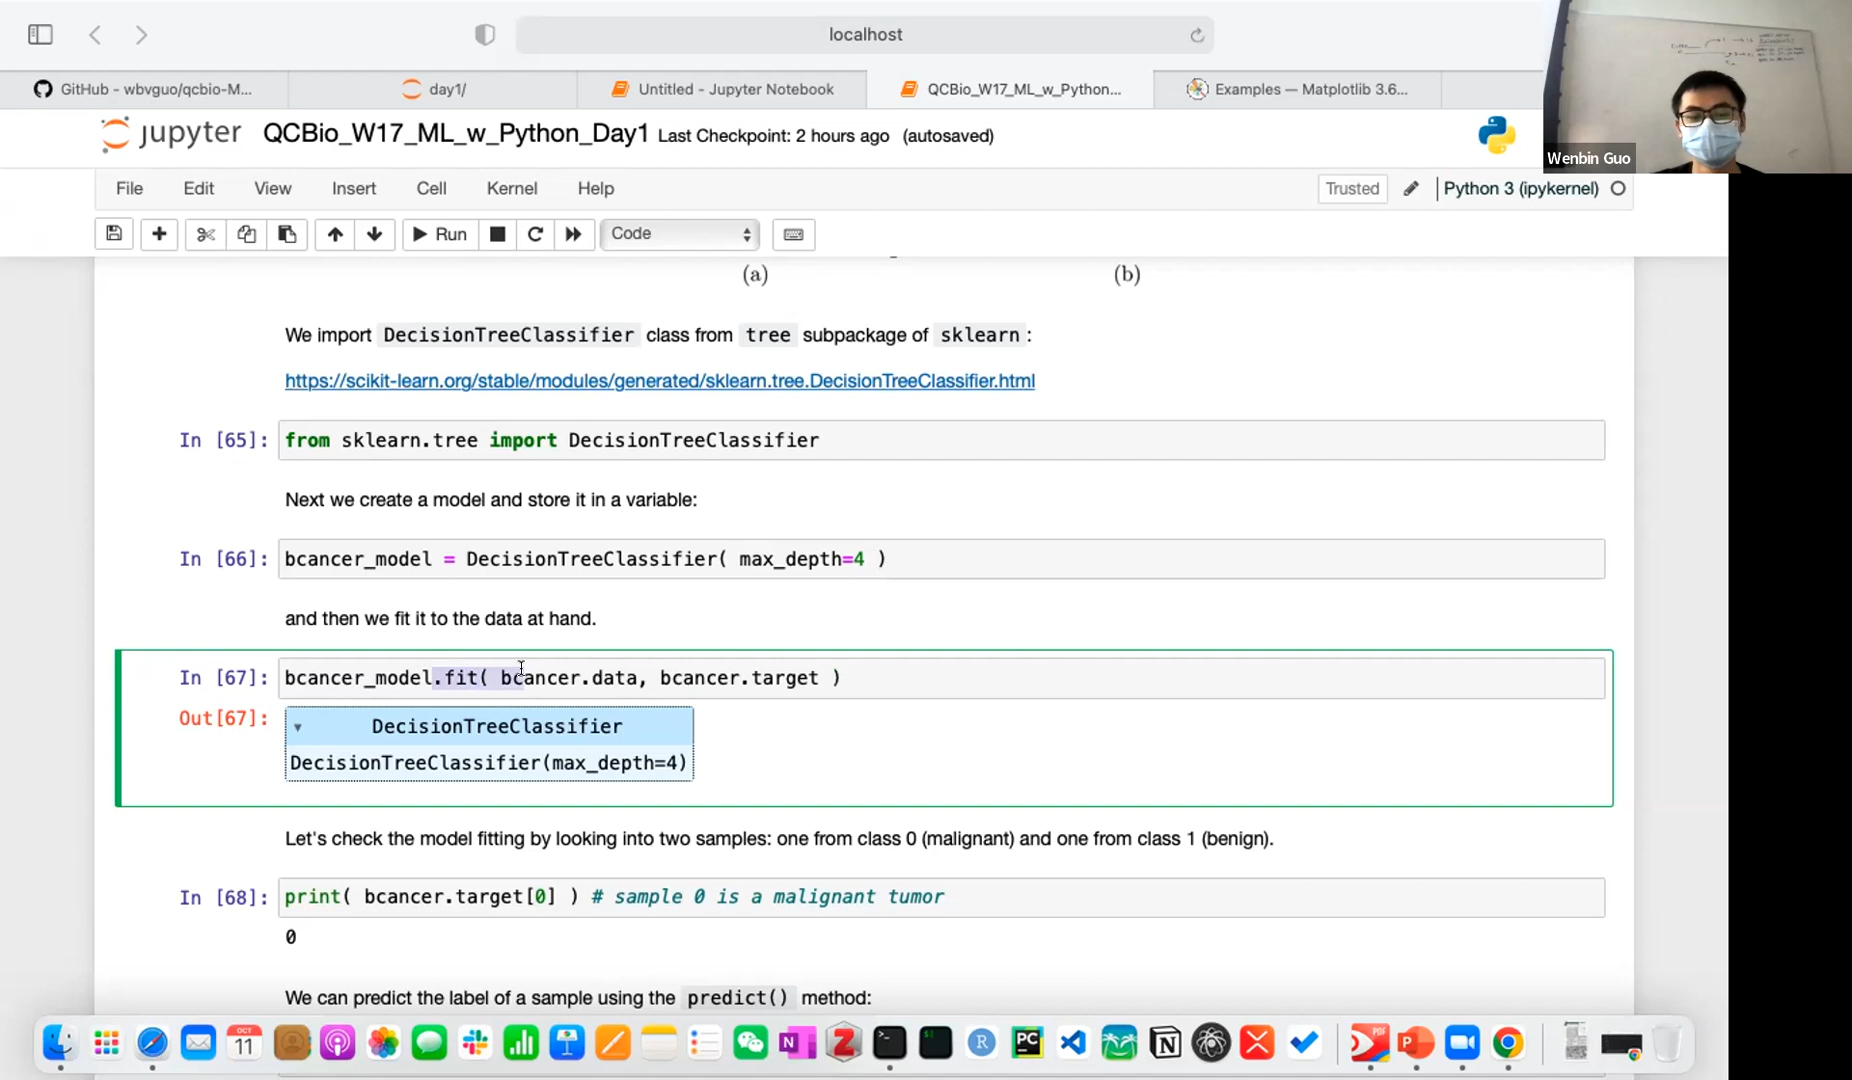 localhost
GitHub - wbvguo/qcbio-M...
day1/
Untitled - Jupyter Notebook
QCBio_W17_ML_w_Python...
Examples — Matplotlib 3.6...
jupyter QCBio_W17_ML_w_Python_Day1 Last Checkpoint: 2 hours ago (autosaved)
Wenbin Guo
File Edit View Insert Cell Kernel Help
Trusted Python 3 (ipykernel)
Run Code
(a) (b)
We import DecisionTreeClassifier class from tree subpackage of sklearn:
https://scikit-learn.org/stable/modules/generated/sklearn.tree.DecisionTreeClassifier.html
In [65]: from sklearn.tree import DecisionTreeClassifier
Next we create a model and store it in a variable:
In [66]: bcancer_model = DecisionTreeClassifier( max_depth=4 )
and then we fit it to the data at hand.
In [67]: bcancer_model.fit( bcancer.data, bcancer.target )
Out[67]: DecisionTreeClassifier
DecisionTreeClassifier(max_depth=4)
Let's check the model fitting by looking into two samples: one from class 0 (malignant) and one from class 1 (benign).
In [68]: print( bcancer.target[0] ) # sample 0 is a malignant tumor
0
We can predict the label of a sample using the predict() method:
OCT
11
N
Z
R
PC
PDF
P